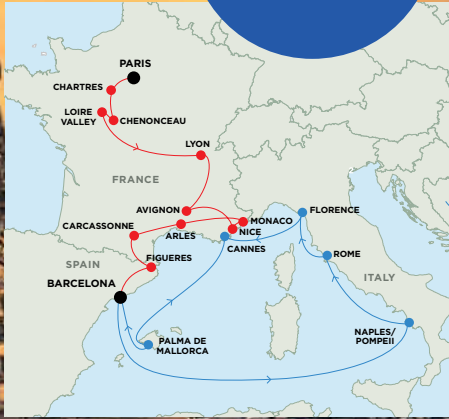 PARIS
CHARTRES
LOIRE
VALLEY
CHENONCEAU
LYON
FRANCE
AVIGNON
MONACO
FLORENCE
CARCASSONNE
ARLES
NICE
CANNES
ROME
SPAIN
FIGUERES
ITALY
BARCELONA
PALMA DE
MALLORCA
NAPLES/
POMPEII